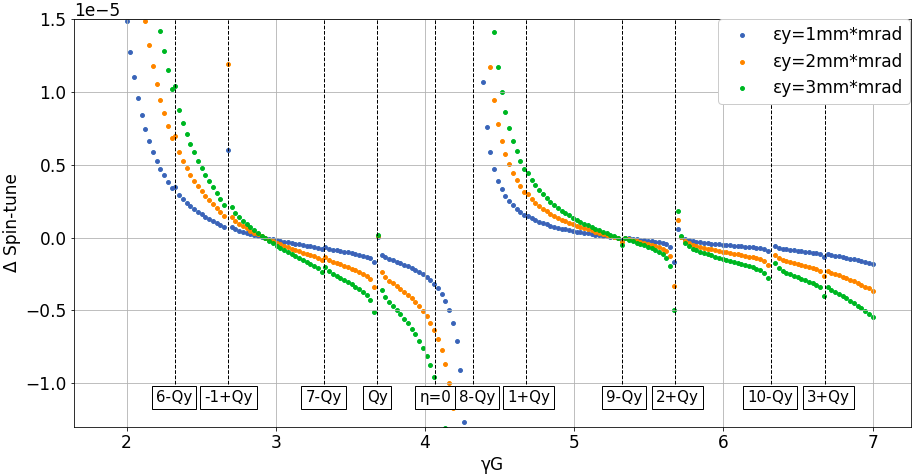 1e−5
εy=1mm*mrad
εy=2mm*mrad
εy=3mm*mrad
1.5
1.0
0.5
0.0
−0.5
−1.0
Δ Spin-tune
6-Qy -1+Qy 7-Qy Qy η=0 8-Qy 1+Qy 9-Qy 2+Qy 10-Qy 3+Qy
2 3 4 5 6 7
γG